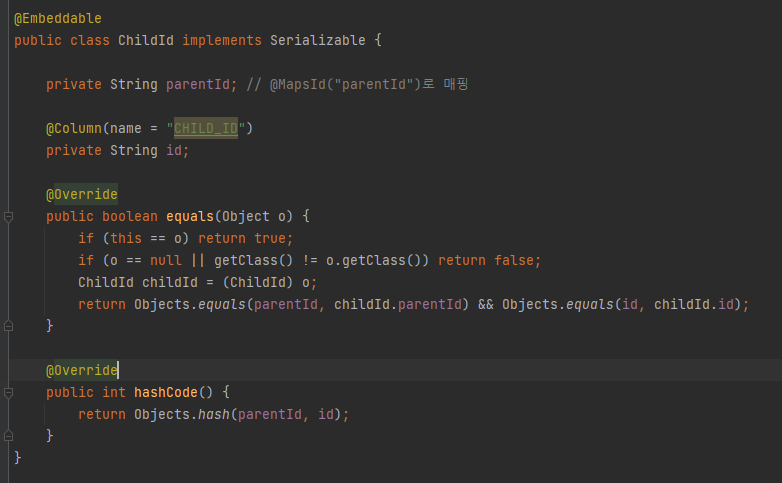 @Embeddable
public class ChildId implements Serializable {
private String parentId; // @MapsId("parentId")로 매핑
@Column(name = "CHILD_ID")
private String id;
@Override
public boolean equals(Object o) {
if (this == o) return true;
if (o == null || getClass() != o.getClass()) return false;
ChildId childId = (ChildId) o;
return Objects.equals(parentId, childId.parentId) && Objects.equals(id, childId.id);
}
@Override
public int hashCode() {
return Objects.hash(parentId, id);
}
}